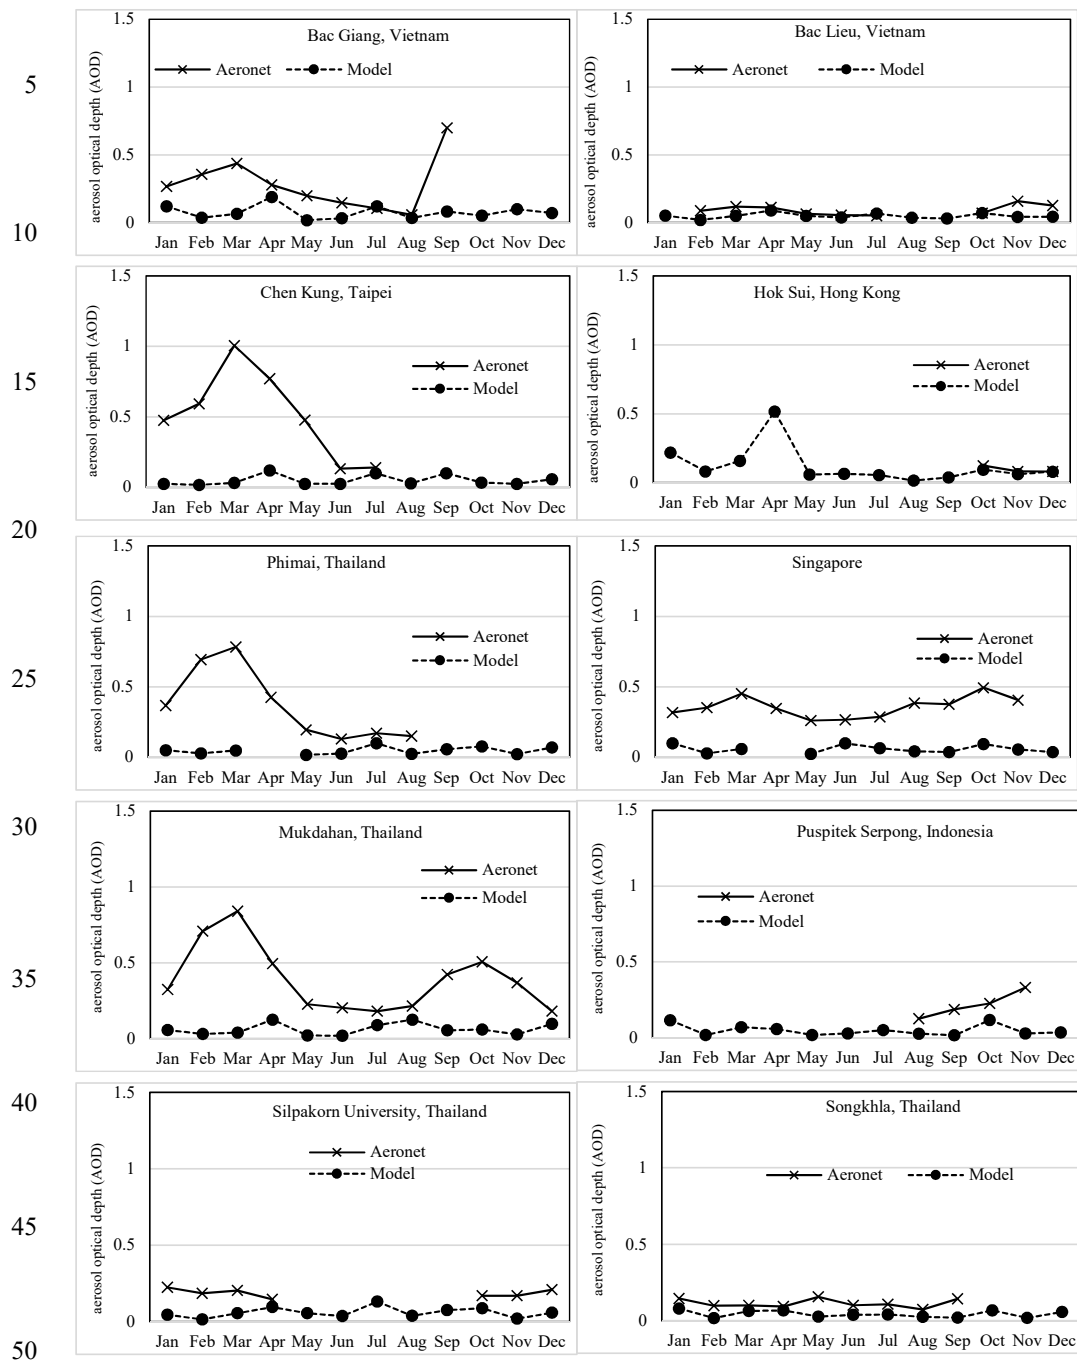 5
10
15
20
25
30
35
40
45
50
Bac Giang, Vietnam
aerosol optical depth (AOD)
1.5
1
0.5
0
Aeronet Model
Jan Feb Mar Apr May Jun Jul Aug Sep Oct Nov Dec
Bac Lieu, Vietnam
aerosol optical depth (AOD)
1.5
1
0.5
0
Aeronet Model
Jan Feb Mar Apr May Jun Jul Aug Sep Oct Nov Dec
Chen Kung, Taipei
aerosol optical depth (AOD)
1.5
1
0.5
0
Aeronet
Model
Jan Feb Mar Apr May Jun Jul Aug Sep Oct Nov Dec
Hok Sui, Hong Kong
aerosol optical depth (AOD)
1.5
1
0.5
0
Aeronet
Model
Jan Feb Mar Apr May Jun Jul Aug Sep Oct Nov Dec
Phimai, Thailand
aerosol optical depth (AOD)
1.5
1
0.5
0
Aeronet
Model
Jan Feb Mar Apr May Jun Jul Aug Sep Oct Nov Dec
Singapore
aerosol optical depth (AOD)
1.5
1
0.5
0
Aeronet
Model
Jan Feb Mar Apr May Jun Jul Aug Sep Oct Nov Dec
Mukdahan, Thailand
aerosol optical depth (AOD)
1.5
1
0.5
0
Aeronet
Model
Jan Feb Mar Apr May Jun Jul Aug Sep Oct Nov Dec
Puspitek Serpong, Indonesia
aerosol optical depth (AOD)
1.5
1
0.5
0
Aeronet
Model
Jan Feb Mar Apr May Jun Jul Aug Sep Oct Nov Dec
Silpakorn University, Thailand
aerosol optical depth (AOD)
1.5
1
0.5
0
Aeronet
Model
Jan Feb Mar Apr May Jun Jul Aug Sep Oct Nov Dec
Songkhla, Thailand
aerosol optical depth (AOD)
1.5
1
0.5
0
Aeronet Model
Jan Feb Mar Apr May Jun Jul Aug Sep Oct Nov Dec